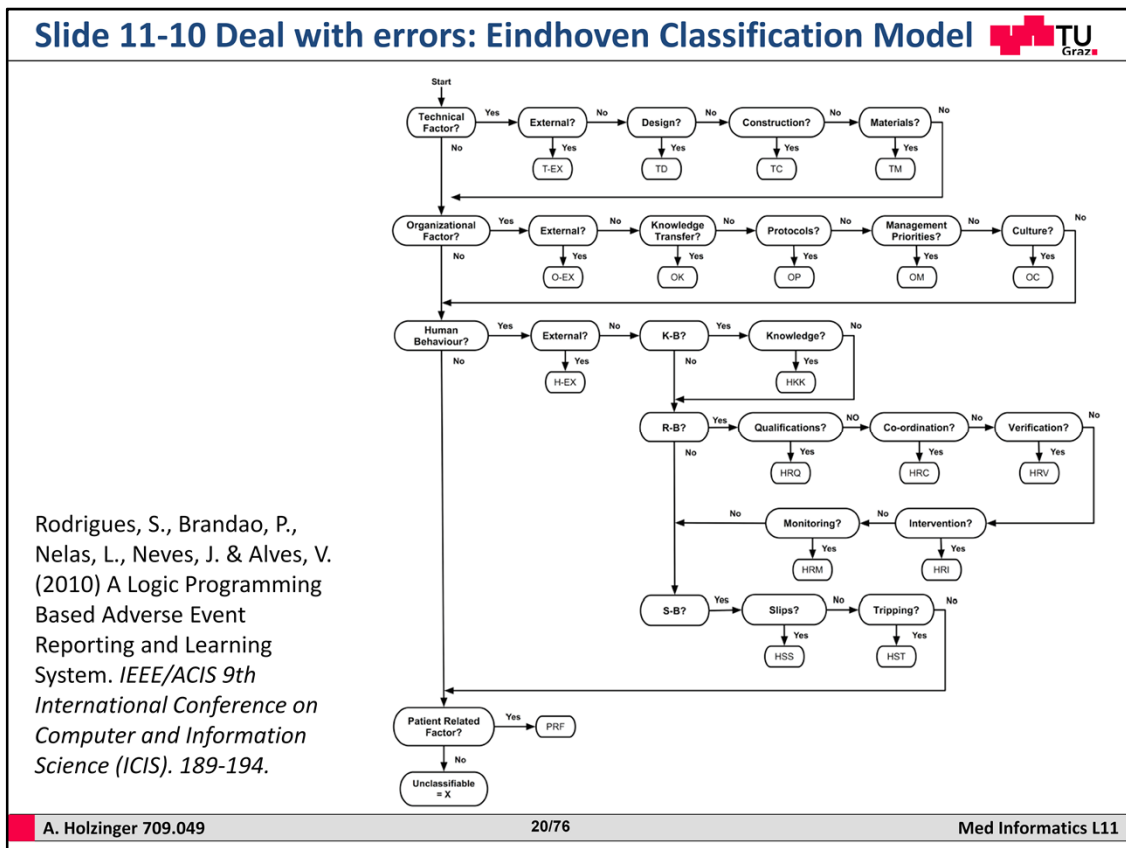 Slide 11-10 Deal with errors: Eindhoven Classification Model
TU
Graz
Start
Technical
Factor?
Yes
External?
No
Design?
No
Construction?
No
Materials?
No
No
Yes
Yes
Yes
Yes
T-EX
TD
TC
TM
Organizational
Factor?
Yes
External?
No
Knowledge
Transfer?
No
Protocols?
No
Management
Priorities?
No
Culture?
No
No
Yes
Yes
Yes
Yes
Yes
O-EX
OK
OP
OM
OC
Human
Behaviour?
Yes
External?
No
K-B?
Yes
Knowledge?
No
No
Yes
No
Yes
H-EX
HKK
R-B?
Yes
Qualifications?
NO
Co-ordination?
No
Verification?
No
No
Yes
Yes
Yes
HRQ
HRC
HRV
No
Monitoring?
No
Intervention?
Yes
Yes
HRM
HRI
S-B?
Yes
Slips?
No
Tripping?
No
Yes
Yes
HSS
HST
Patient Related
Factor?
Yes
PRF
No
Unclassifiable
= X
Rodrigues, S., Brandao, P.,
Nelas, L., Neves, J. & Alves, V.
(2010) A Logic Programming
Based Adverse Event
Reporting and Learning
System. IEEE/ACIS 9th
International Conference on
Computer and Information
Science (ICIS). 189-194.
A. Holzinger 709.049
20/76
Med Informatics L11